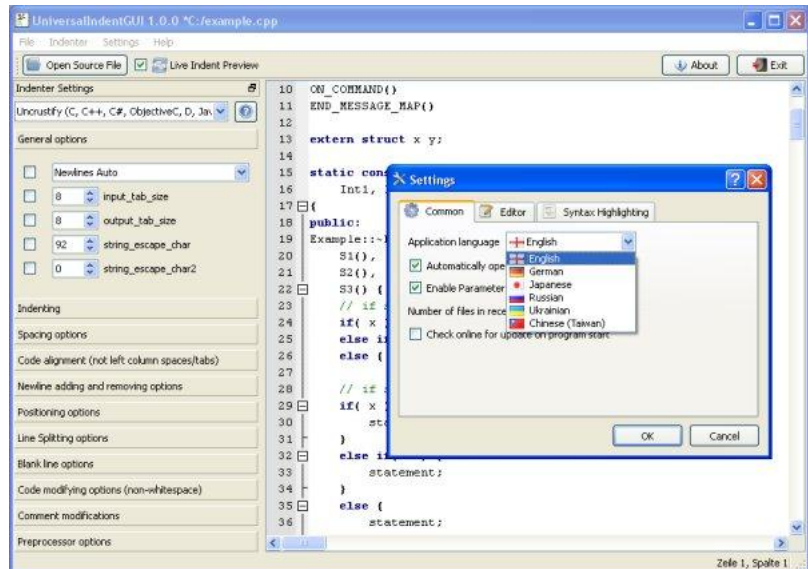 UniversalIndentGUI 1.0.0 *C:/example.cpp
File Indenter Settings Help
Open Source File Live Indent Preview About Exit
Indenter Settings
Uncrustify (C, C++, C#, ObjectiveC, D, Jav
General options
Newlines Auto
8 input_tab_size
8 output_tab_size
92 string_escape_char
0 string_escape_char2
Indenting
Spacing options
Code alignment (not left column spaces/tabs)
Newline adding and removing options
Positioning options
Line Splitting options
Blank line options
Code modifying options (non-whitespace)
Comment modifications
Preprocessor options
10 ON_COMMAND()
11 END_MESSAGE_MAP()
12
13 extern struct x y;
14
15 static cons
16 Int1,
17 {
18 public:
19 Example::~
20 S1(),
21 S2(),
22 S3() {
23 // if
24 if( x
25 else i
26 else {
27
28 // if
29 if( x
30 st
31 }
32 else i
33 statement;
34 }
35 else {
36 statement;
Settings
Common Editor Syntax Highlighting
Application language English
English
German
Japanese
Russian
Ukrainian
Chinese (Taiwan)
Automatically ope
Enable Parameter
Number of files in rece
Check online for update on program start
OK Cancel
Zeile 1, Spalte 1